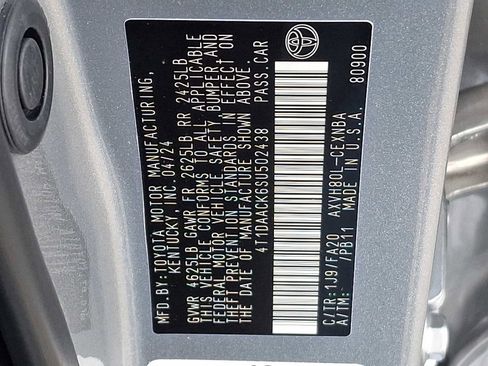 MFD.BY:TOYOTA MOTOR MANUFACTURING,
KENTUCKY, INC. 04/24
GVWR 4625LB GAWR FR 2625LB RR 2425LB
THIS VEHICLE CONFORMS TO ALL APPLICABLE
FEDERAL MOTOR VEHICLE SAFETY, BUMPER AND
THEFT PREVENTION STANDARDS IN EFFECT ON
THE DATE OF MANUFACTURE SHOWN ABOVE.
4T1DAACK6SU502438 PASS.CAR
C/TR:1J9/FA20 AXVH80L-CEXNBA
A/TM: /PB11 MADE IN U.S.A.
80900